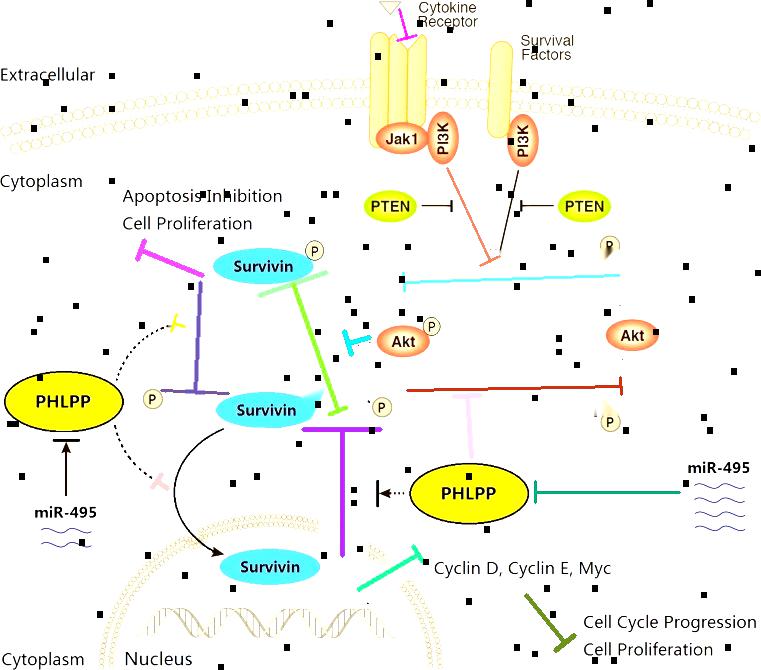 Cytokine
Receptor
Survival
Factors
Extracellular
Jak1
PI3K
PI3K
Cytoplasm
Apoptosis Inhibition
Cell Proliferation
PTEN
PTEN
P
Survivin
P
P
Akt
Akt
PHLPP
P
Survivin
P
P
miR-495
PHLPP
miR-495
Survivin
Cyclin D, Cyclin E, Myc
Cell Cycle Progression
Cell Proliferation
Cytoplasm
Nucleus